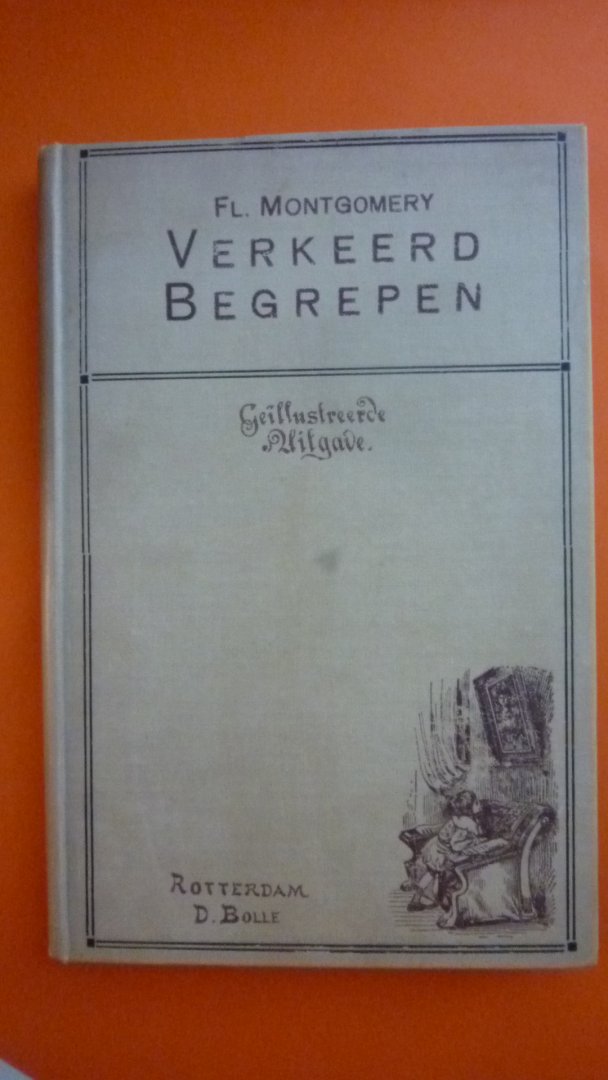 FL. MONTGOMERY
VERKEERD
BEGREPEN
Geïllustreerde
Uitgave.
ROTTERDAM
D. BOLLE